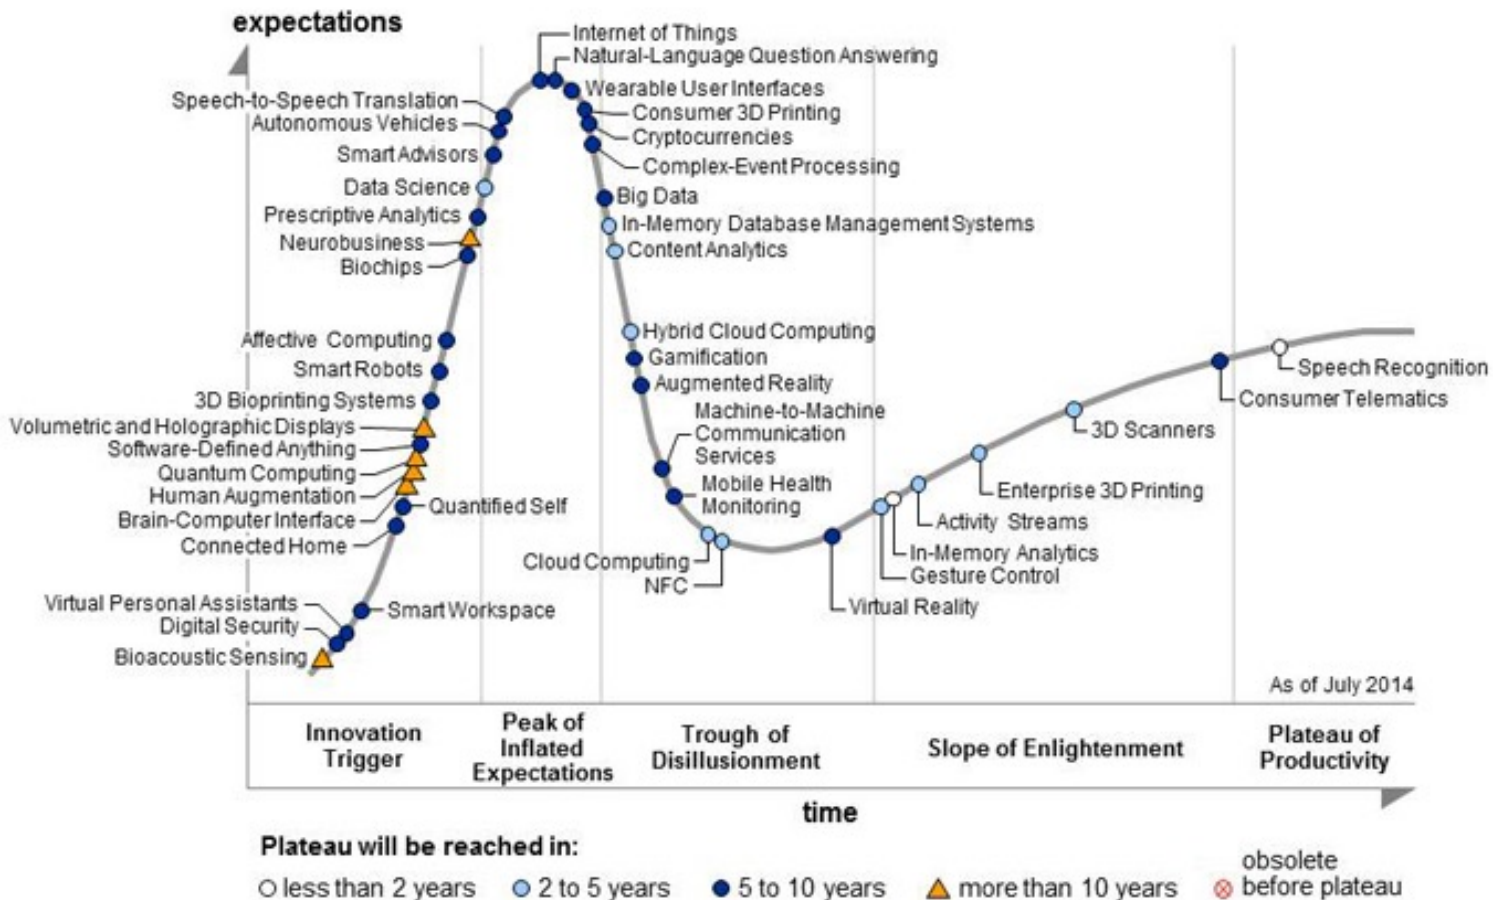 expectations
Internet of Things
Natural-Language Question Answering
Wearable User Interfaces
Speech-to-Speech Translation
Consumer 3D Printing
Autonomous Vehicles
Cryptocurrencies
Smart Advisors
Complex-Event Processing
Data Science
Big Data
Prescriptive Analytics
In-Memory Database Management Systems
Neurobusiness
Content Analytics
Biochips
Hybrid Cloud Computing
Affective Computing
Gamification
Smart Robots
Augmented Reality
3D Bioprinting Systems
Machine-to-Machine
Communication
Services
Volumetric and Holographic Displays
Software-Defined Anything
Quantum Computing
Human Augmentation
Brain-Computer Interface
Quantified Self
Connected Home
Mobile Health
Monitoring
Speech Recognition
Consumer Telematics
3D Scanners
Enterprise 3D Printing
Activity Streams
In-Memory Analytics
Gesture Control
Cloud Computing
NFC
Virtual Reality
Virtual Personal Assistants
Smart Workspace
Digital Security
Bioacoustic Sensing
As of July 2014
Innovation
Trigger
Peak of
Inflated
Expectations
Trough of
Disillusionment
Slope of Enlightenment
Plateau of
Productivity
time
Plateau will be reached in:
less than 2 years
2 to 5 years
5 to 10 years
more than 10 years
obsolete
before plateau